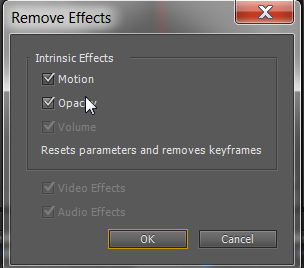 Remove Effects
Intrinsic Effects
Motion
Opacity
Volume
Resets parameters and removes keyframes
Video Effects
Audio Effects
OK
Cancel